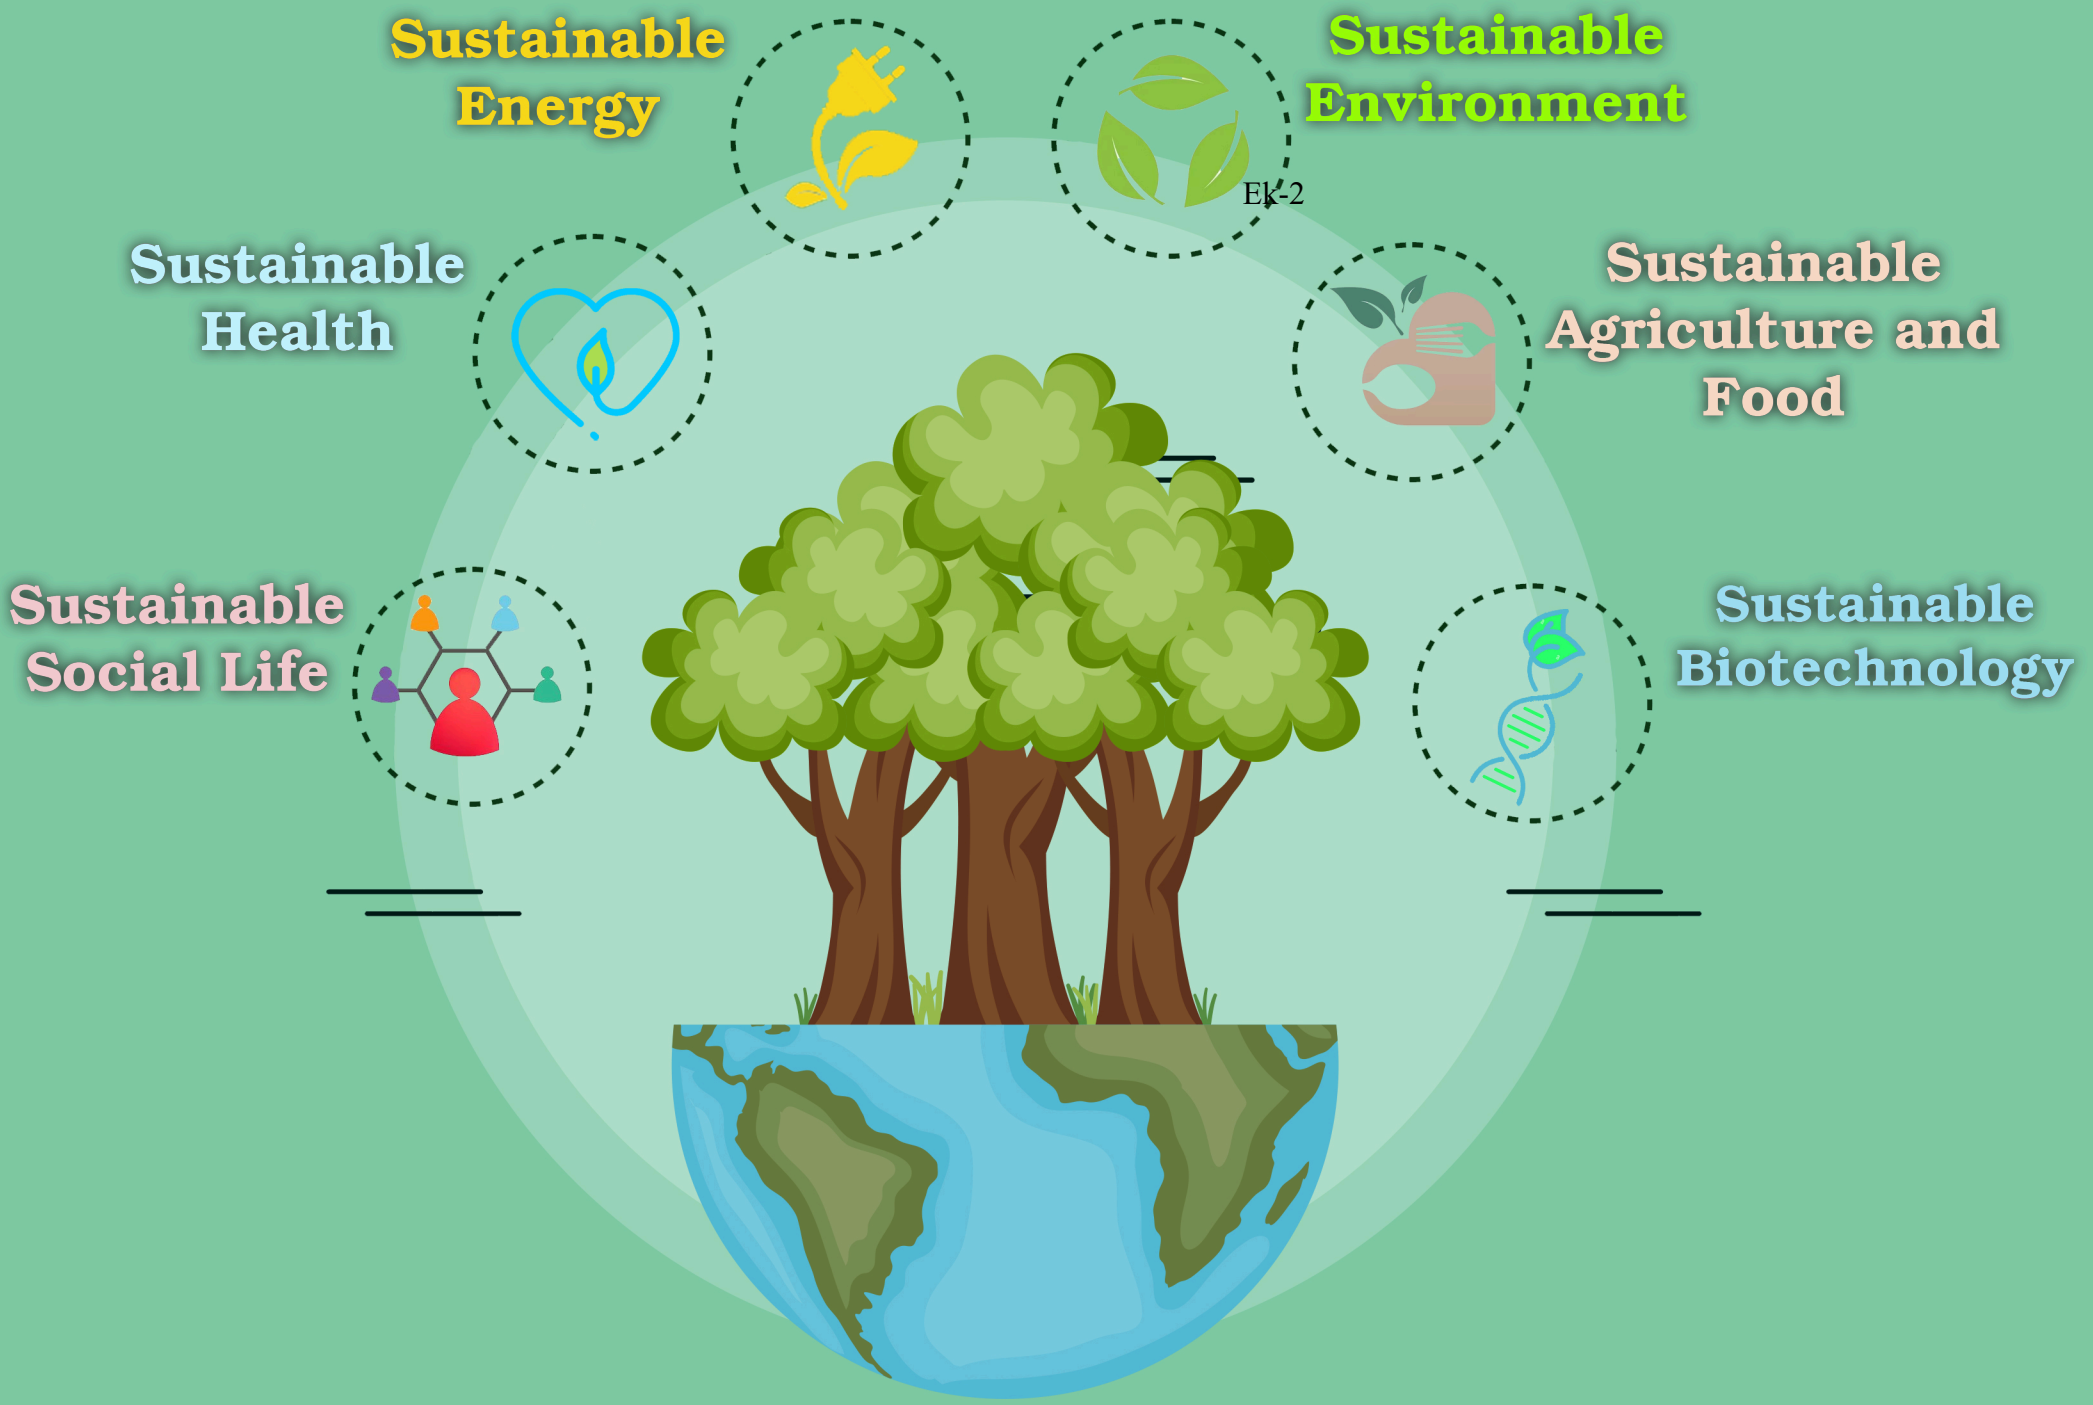 Sustainable
Energy
Sustainable
Environment
Ek-2
Sustainable
Health
Sustainable
Agriculture and
Food
Sustainable
Social Life
Sustainable
Biotechnology